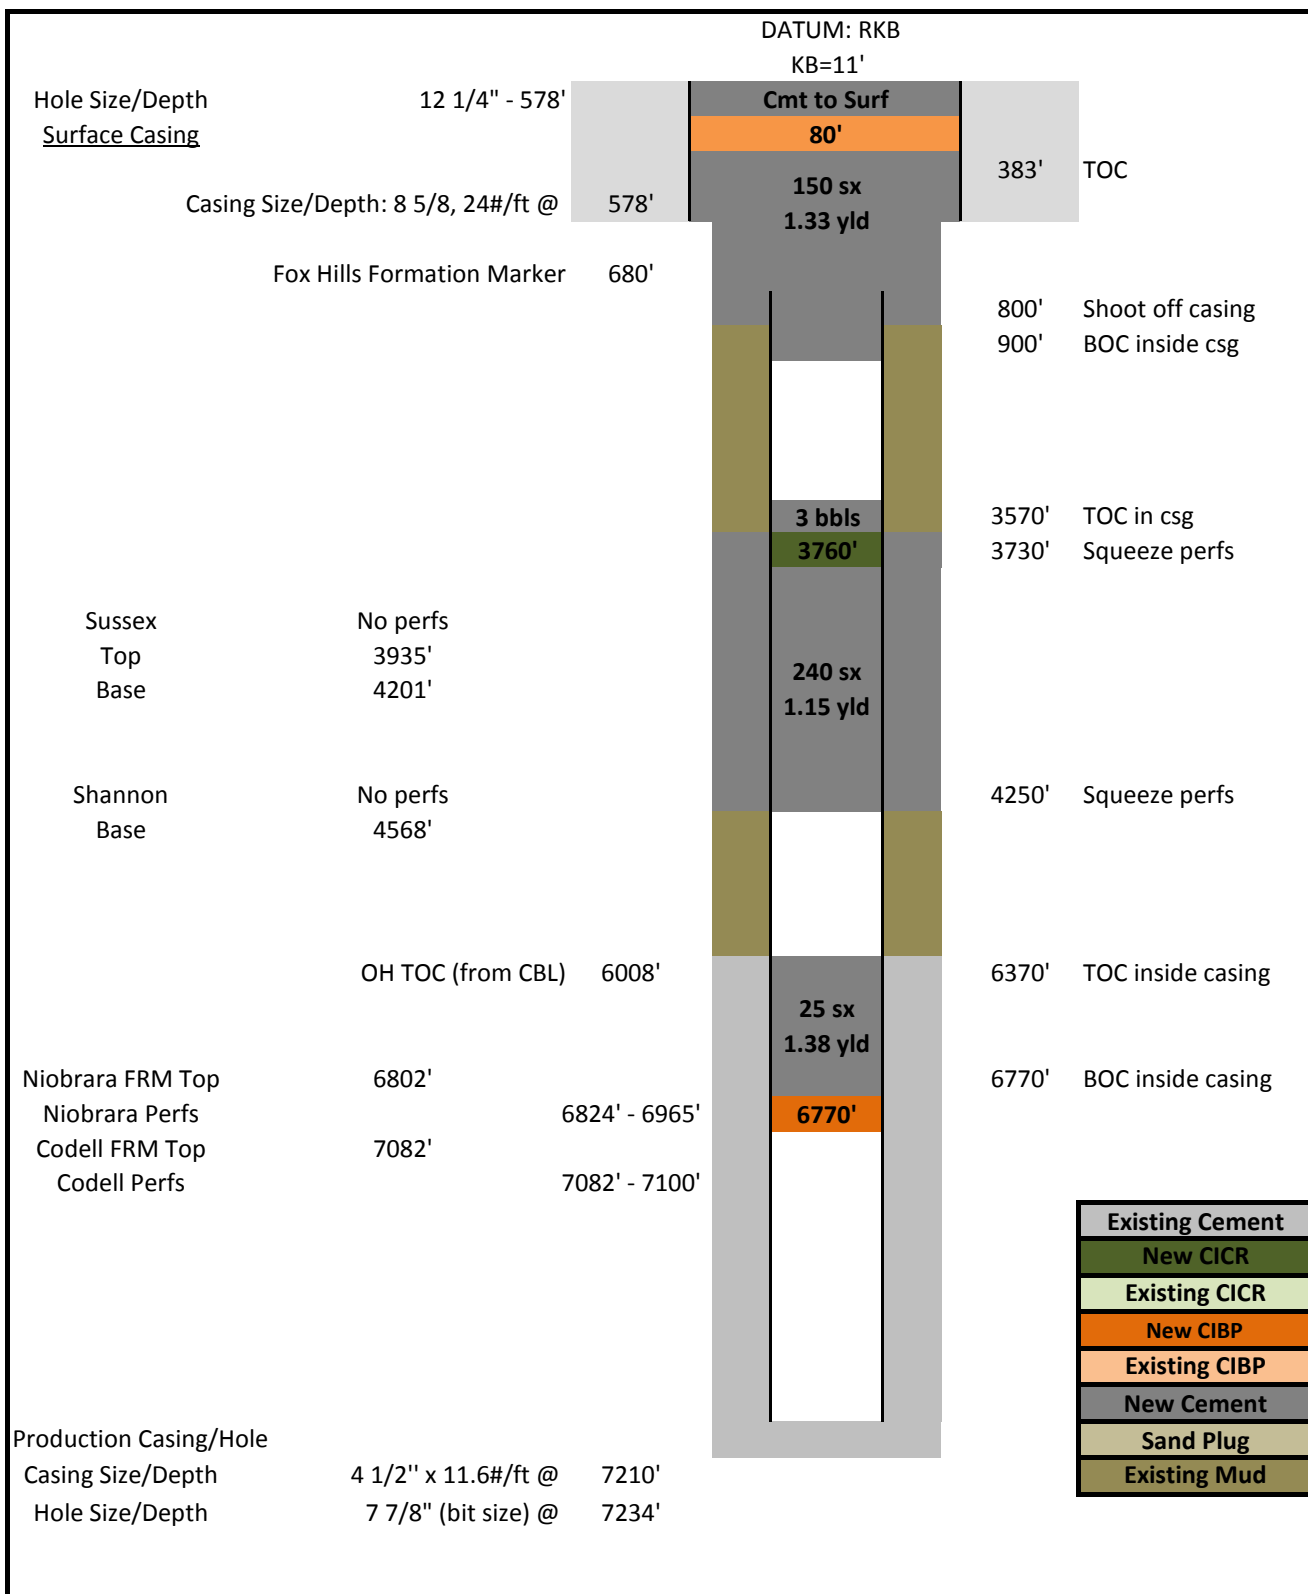 DATUM: RKB
KB=11'
Hole Size/Depth 12 1/4" - 578' Cmt to Surf
Surface Casing 80'
383' TOC
150 sx
Casing Size/Depth: 8 5/8, 24#/ft @ 578'
1.33 yld
Fox Hills Formation Marker 680'
800' Shoot off casing
900' BOC inside csg
3 bbls 3570' TOC in csg
3760' 3730' Squeeze perfs
Sussex No perfs
Top 3935'
240 sx
Base 4201'
1.15 yld
Shannon No perfs 4250' Squeeze perfs
Base 4568'
OH TOC (from CBL) 6008' 6370' TOC inside casing
25 sx
1.38 yld
Niobrara FRM Top 6802' 6770' BOC inside casing
Niobrara Perfs 6824' - 6965' 6770'
Codell FRM Top 7082'
Codell Perfs 7082' - 7100'
Existing Cement
New CICR
Existing CICR
New CIBP
Existing CIBP
New Cement
Sand Plug
Existing Mud
Production Casing/Hole
Casing Size/Depth 4 1/2'' x 11.6#/ft @ 7210'
Hole Size/Depth 7 7/8" (bit size) @ 7234'